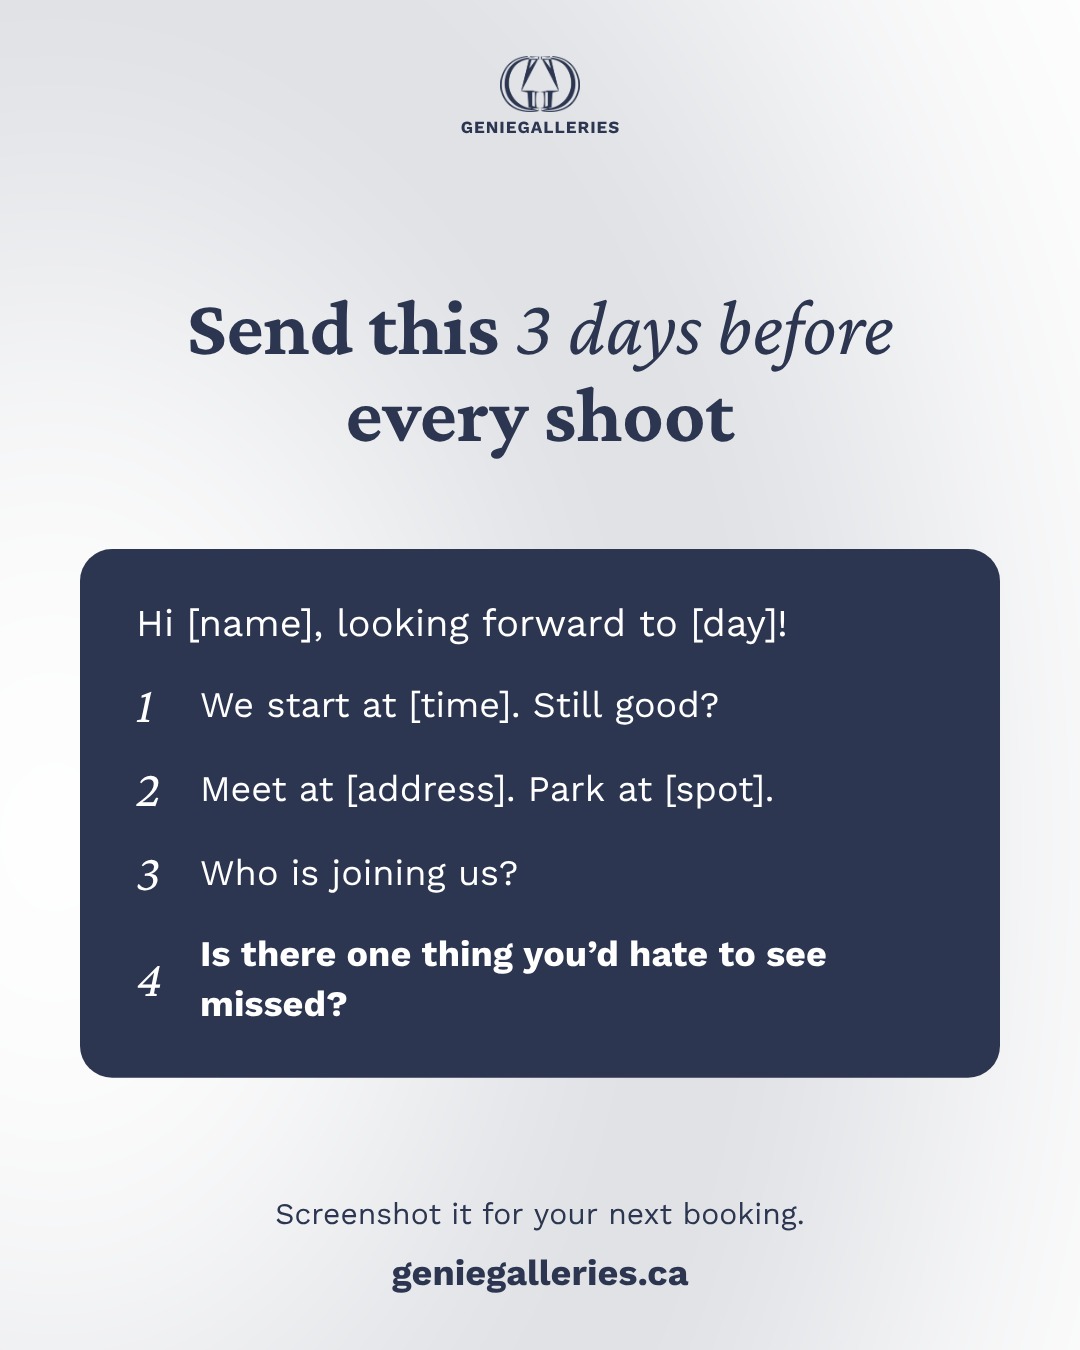 GENIEGALLERIES
Send this 3 days before
every shoot
Hi [name], looking forward to [day]!
1 We start at [time]. Still good?
2 Meet at [address]. Park at [spot].
3 Who is joining us?
4 Is there one thing you’d hate to see
missed?
Screenshot it for your next booking.
geniegalleries.ca